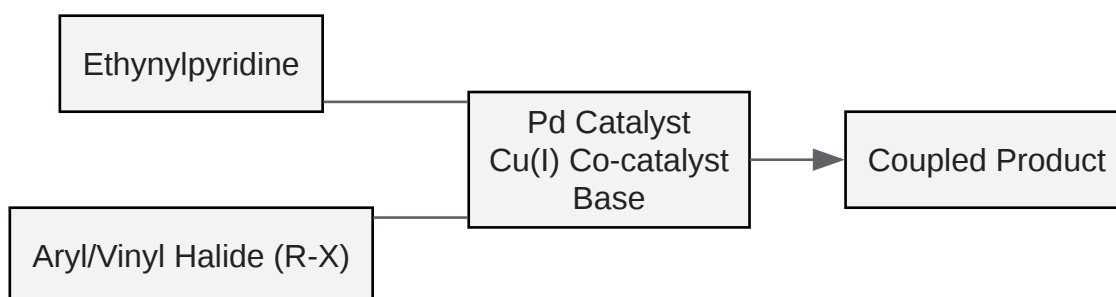 Ethynylpyridine
Aryl/Vinyl Halide (R-X)
Pd Catalyst
Cu(I) Co-catalyst
Base
Coupled Product